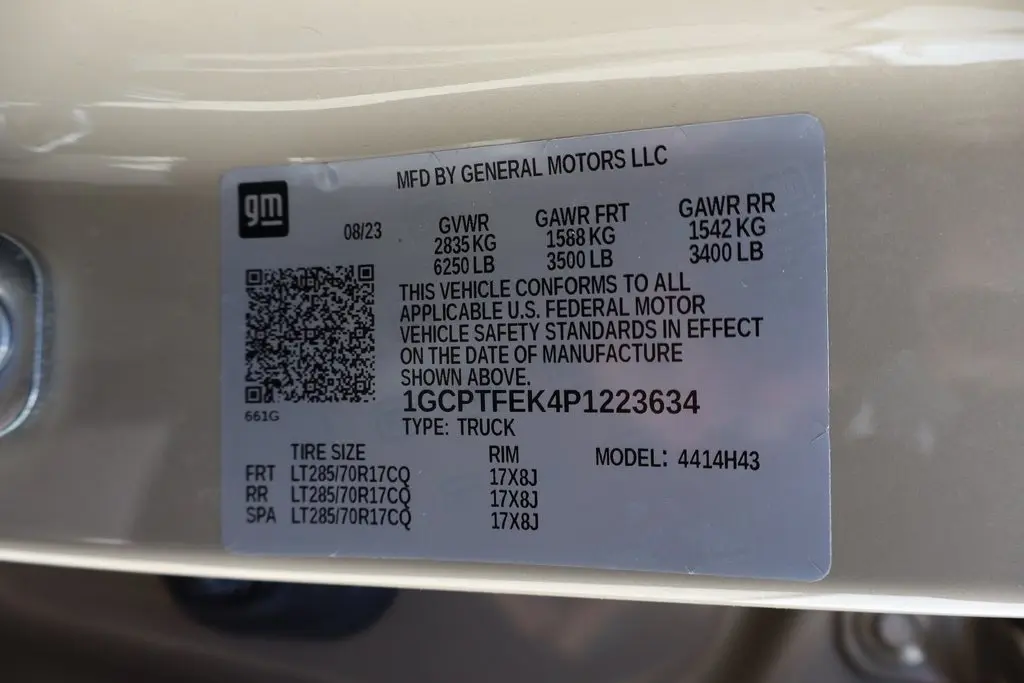 MFD BY GENERAL MOTORS LLC
gm
08/23
GVWR GAWR FRT GAWR RR
2835 KG 1588 KG 1542 KG
6250 LB 3500 LB 3400 LB
THIS VEHICLE CONFORMS TO ALL
APPLICABLE U.S. FEDERAL MOTOR
VEHICLE SAFETY STANDARDS IN EFFECT
ON THE DATE OF MANUFACTURE
SHOWN ABOVE.
661G
1GCPTFEK4P1223634
TYPE: TRUCK
TIRE SIZE RIM MODEL: 4414H43
FRT LT285/70R17CQ 17X8J
RR LT285/70R17CQ 17X8J
SPA LT285/70R17CQ 17X8J